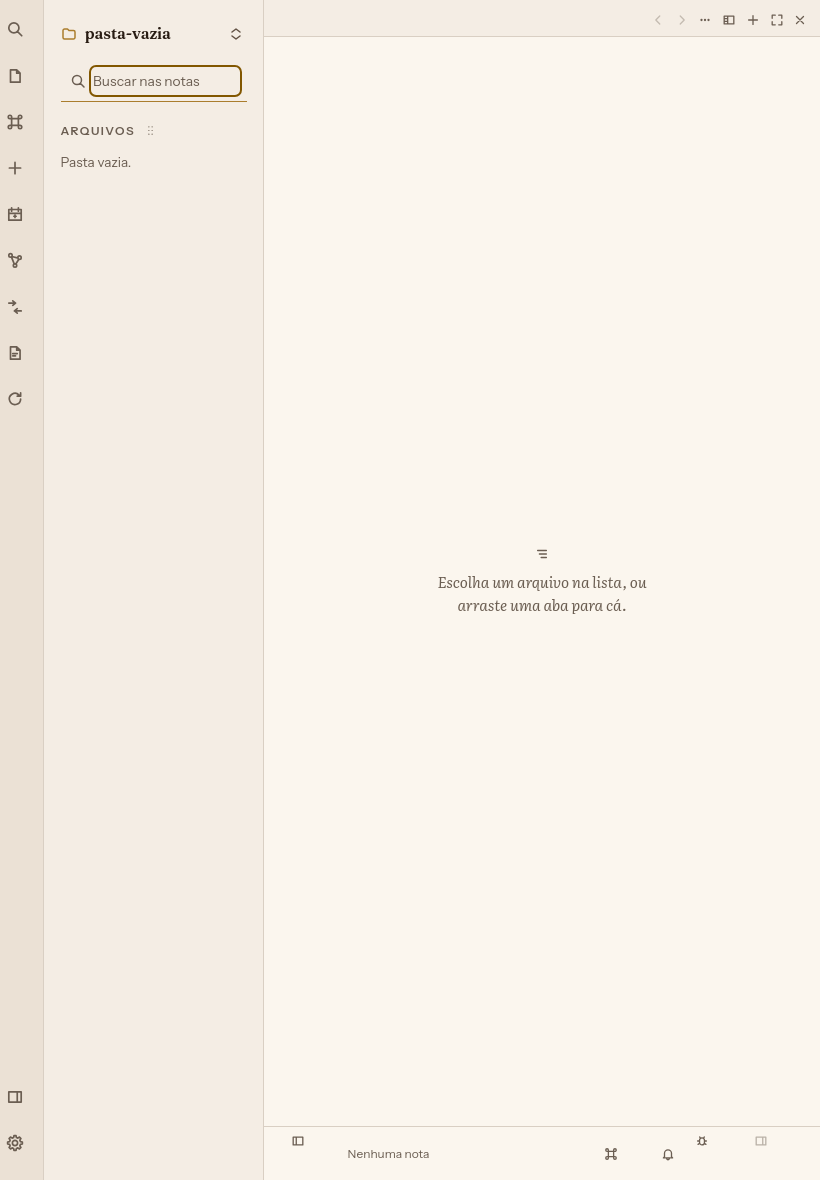 pasta-vazia
Buscar nas notas
ARQUIVOS
Pasta vazia.
Escolha um arquivo na lista, ou
arraste uma aba para cá.
Nenhuma nota